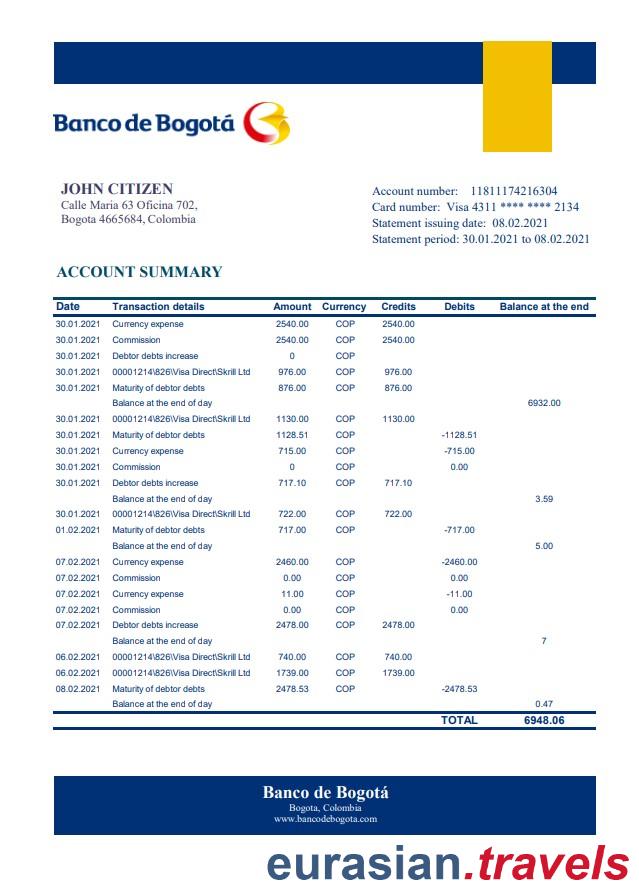 Banco de Bogotá
JOHN CITIZEN
Calle Maria 63 Oficina 702,
Bogota 4665684, Colombia
Account number: 11811174216304
Card number: Visa 4311 **** **** 2134
Statement issuing date: 08.02.2021
Statement period: 30.01.2021 to 08.02.2021
ACCOUNT SUMMARY
Date Transaction details Amount Currency Credits Debits Balance at the end
30.01.2021 Currency expense 2540.00 COP 2540.00
30.01.2021 Commission 2540.00 COP 2540.00
30.01.2021 Debtor debts increase 0 COP
30.01.2021 00001214\826\Visa Direct\Skrill Ltd 976.00 COP 976.00
30.01.2021 Maturity of debtor debts 876.00 COP 876.00
Balance at the end of day 6932.00
30.01.2021 00001214\826\Visa Direct\Skrill Ltd 1130.00 COP 1130.00
30.01.2021 Maturity of debtor debts 1128.51 COP -1128.51
30.01.2021 Currency expense 715.00 COP -715.00
30.01.2021 Commission 0 COP 0.00
30.01.2021 Debtor debts increase 717.10 COP 717.10
Balance at the end of day 3.59
30.01.2021 00001214\826\Visa Direct\Skrill Ltd 722.00 COP 722.00
01.02.2021 Maturity of debtor debts 717.00 COP -717.00
Balance at the end of day 5.00
07.02.2021 Currency expense 2460.00 COP -2460.00
07.02.2021 Commission 0.00 COP 0.00
07.02.2021 Currency expense 11.00 COP -11.00
07.02.2021 Commission 0.00 COP 0.00
07.02.2021 Debtor debts increase 2478.00 COP 2478.00
Balance at the end of day 7
06.02.2021 00001214\826\Visa Direct\Skrill Ltd 740.00 COP 740.00
06.02.2021 00001214\826\Visa Direct\Skrill Ltd 1739.00 COP 1739.00
08.02.2021 Maturity of debtor debts 2478.53 COP -2478.53
Balance at the end of day 0.47
TOTAL 6948.06
Banco de Bogotá
Bogota, Colombia
www.bancodebogota.com
eurasian.travels